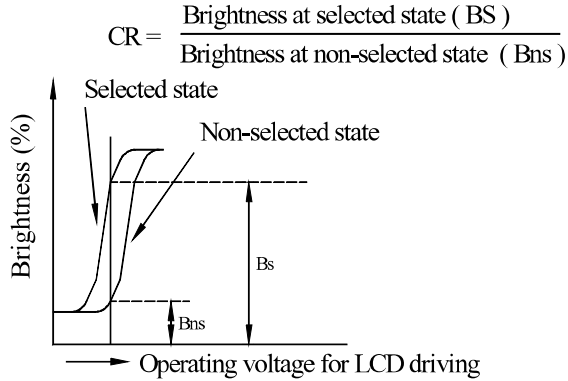 Brightness at selected state ( BS )
CR =
Brightness at non-selected state ( Bns )
Selected state
Non-selected state
Brightness (%)
Bs
Bns
Operating voltage for LCD driving